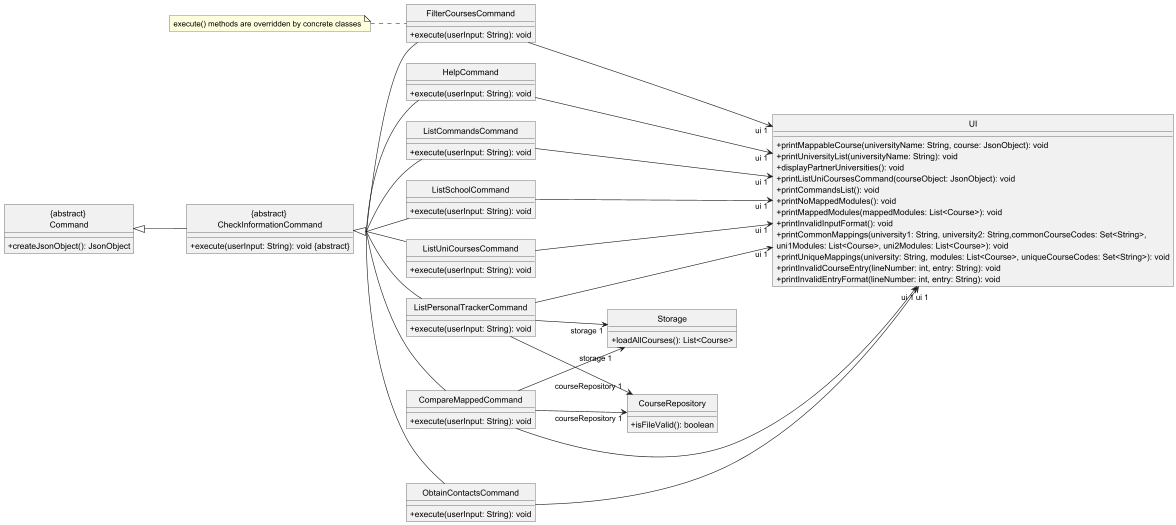 execute() methods are overridden by concrete classes
FilterCoursesCommand
+execute(userInput: String): void
HelpCommand
+execute(userInput: String): void
ListCommandsCommand
+execute(userInput: String): void
ListSchoolCommand
+execute(userInput: String): void
ListUniCoursesCommand
+execute(userInput: String): void
ListPersonalTrackerCommand
+execute(userInput: String): void
CompareMappedCommand
+execute(userInput: String): void
ObtainContactsCommand
+execute(userInput: String): void
{abstract}
Command
+createJsonObject(): JsonObject
{abstract}
CheckInformationCommand
+execute(userInput: String): void {abstract}
Storage
+loadAllCourses(): List<Course>
CourseRepository
+isFileValid(): boolean
UI
+printMappableCourse(universityName: String, course: JsonObject): void
+printUniversityList(universityName: String): void
+displayPartnerUniversities(): void
+printListUniCoursesCommand(courseObject: JsonObject): void
+printCommandsList(): void
+printNoMappedModules(): void
+printMappedModules(mappedModules: List<Course>): void
+printInvalidInputFormat(): void
+printCommonMappings(university1: String, university2: String,commonCourseCodes: Set<String>,
uni1Modules: List<Course>, uni2Modules: List<Course>): void
+printUniqueMappings(university: String, modules: List<Course>, uniqueCourseCodes: Set<String>): void
+printInvalidCourseEntry(lineNumber: int, entry: String): void
+printInvalidEntryFormat(lineNumber: int, entry: String): void
ui 1
ui 1
ui 1
ui 1
ui 1
ui 1
ui 1
ui 1
storage 1
storage 1
courseRepository 1
courseRepository 1